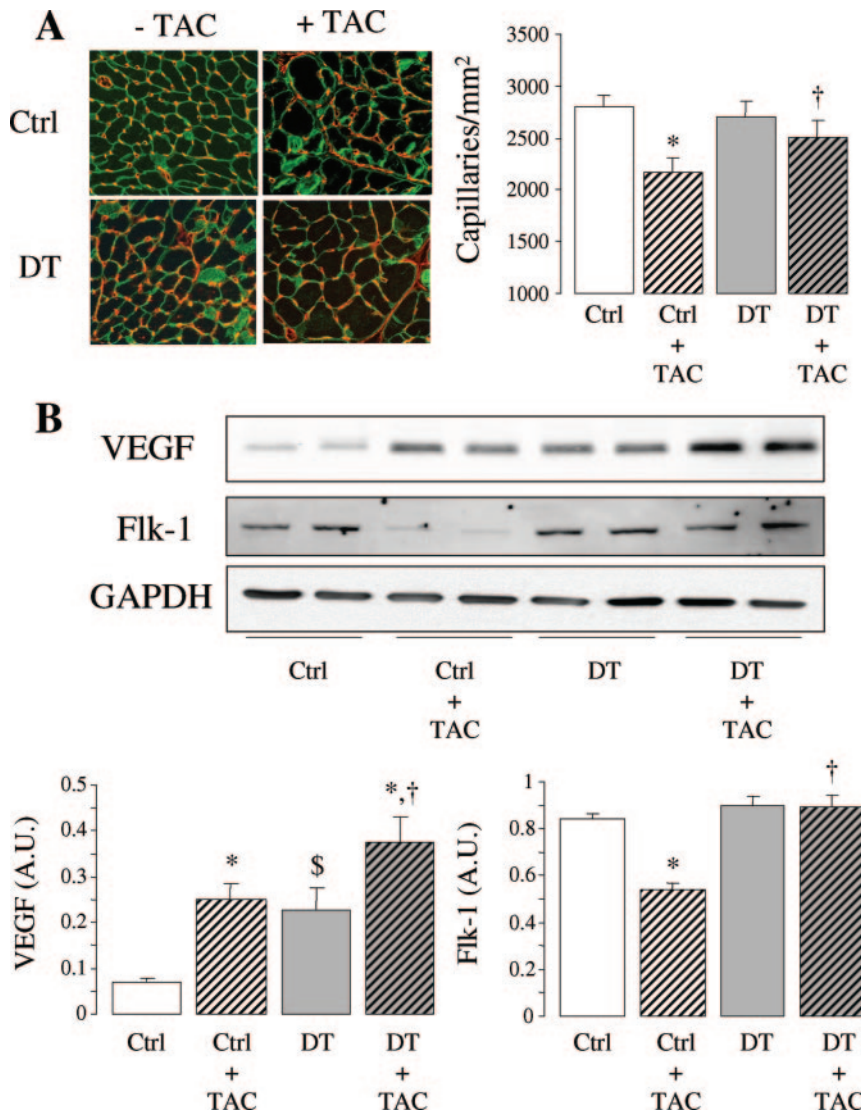 A
- TAC
+ TAC
Ctrl
DT
Capillaries/mm²
3500
3000
2500
2000
1500
1000
*
†
Ctrl
Ctrl
+
TAC
DT
DT
+
TAC
B
VEGF
Flk-1
GAPDH
Ctrl
Ctrl
+
TAC
DT
DT
+
TAC
VEGF (A.U.)
0.5
0.4
0.3
0.2
0.1
0
*
$
*,†
Ctrl
Ctrl
+
TAC
DT
DT
+
TAC
Flk-1 (A.U.)
1
0.8
0.6
0.4
0.2
0
*
†
Ctrl
Ctrl
+
TAC
DT
DT
+
TAC